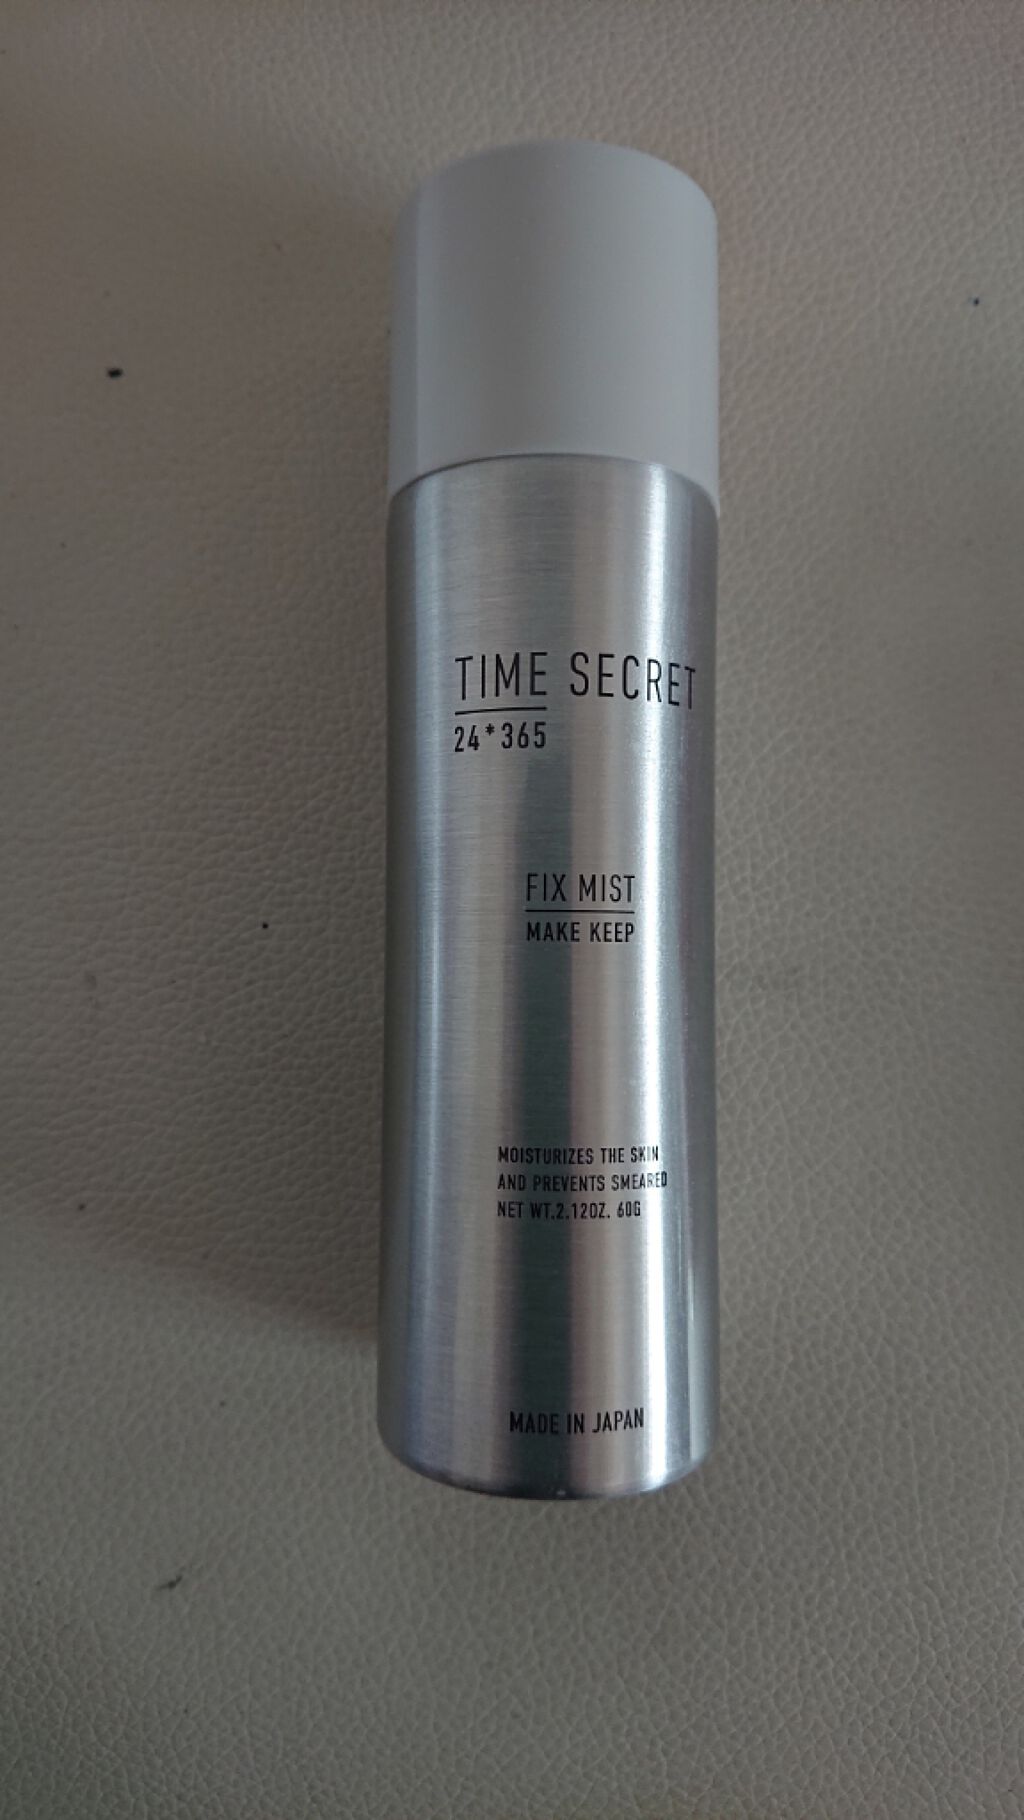 TIME SECRET
24*365
FIX MIST
MAKE KEEP
MOISTURIZES THE SKIN
AND PREVENTS SMEARED
NET WT.2.12OZ. 60G
MADE IN JAPAN